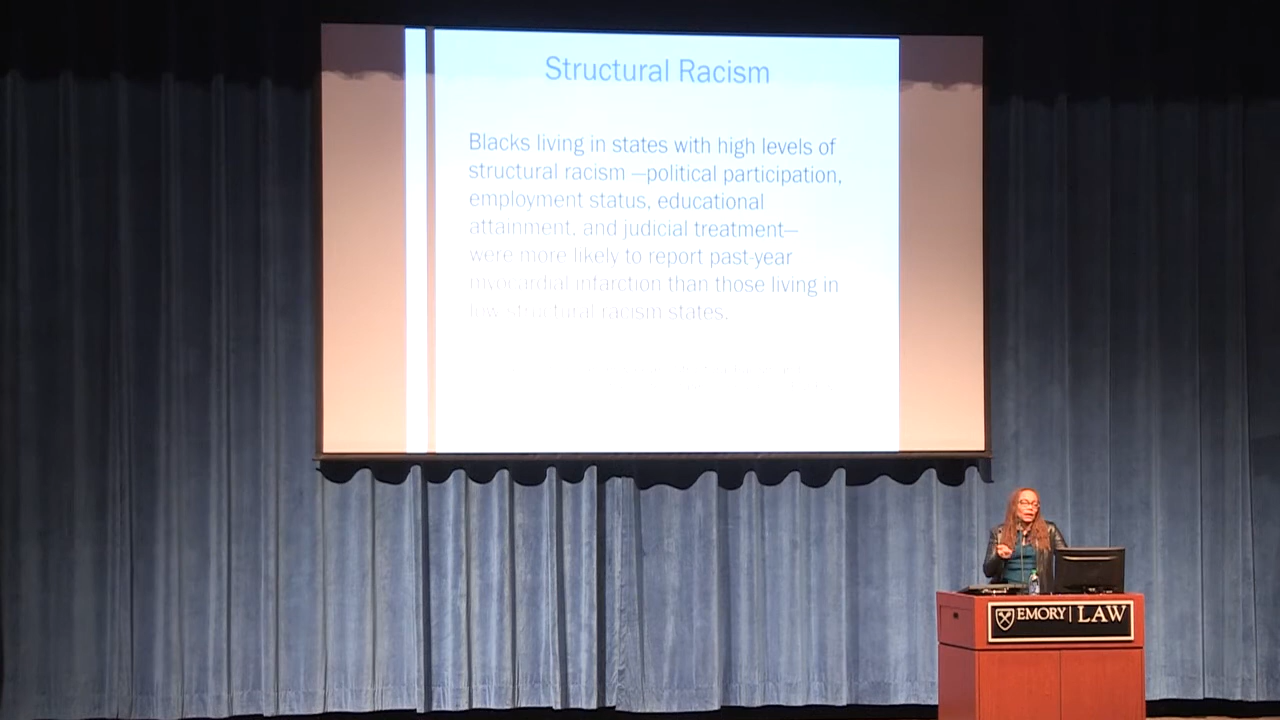 Structural Racism
Blacks living in states with high levels of
structural racism —political participation,
employment status, educational
attainment, and judicial treatment—
were more likely to report past-year
myocardial infarction than those living in
low structural racism states.
EMORY | LAW